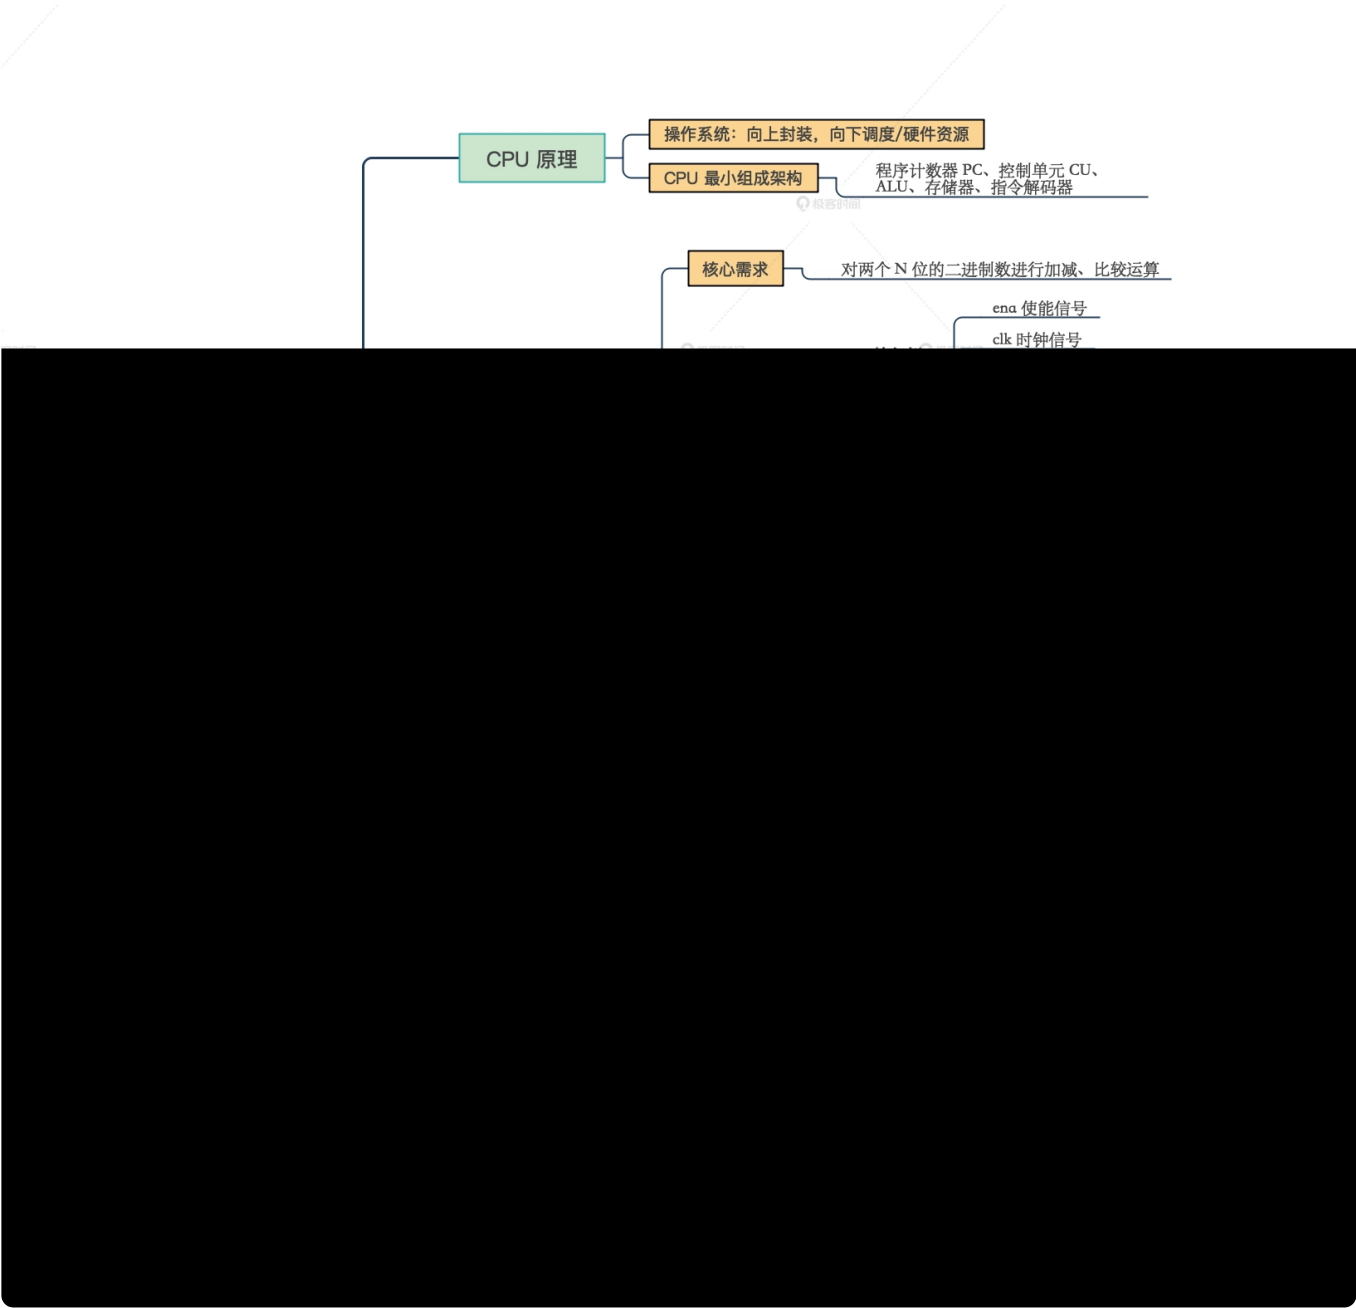 操作系统：向上封装，向下调度/硬件资源
CPU 原理
CPU 最小组成架构
程序计数器 PC、控制单元 CU、
ALU、存储器、指令解码器
极客时间
核心需求
对两个 N 位的二进制数进行加减、比较运算
ena 使能信号
clk 时钟信号